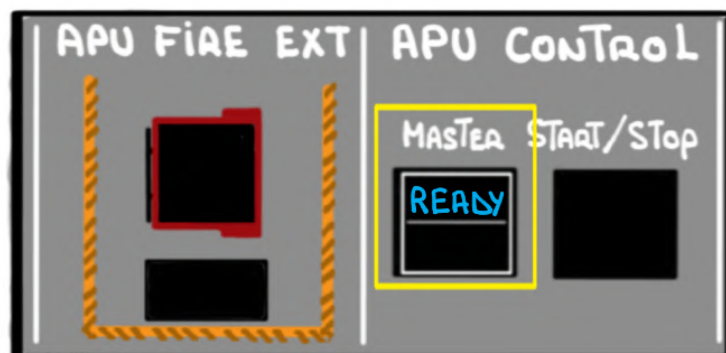 APU FIRE EXT
APU CONTROL
MASTER START/STOP
READY